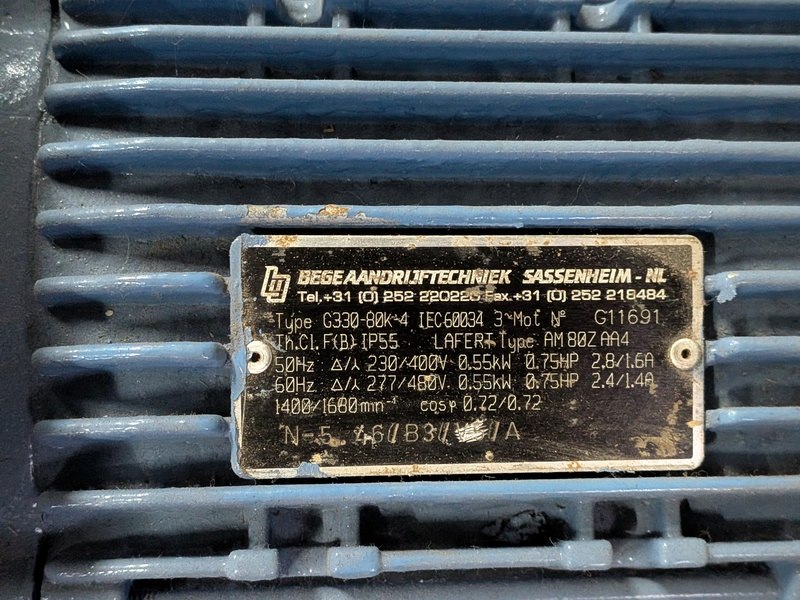 BEGE AANDRIJFTECHNIEK SASSENHEIM - NL
Tel.+31 (0) 252 220220 Fax.+31 (0) 252 218484
Type G330-80K-4 IEC60034 3~Mot Nº G11691
Th.Cl.F(B) IP55 LAFERT Type AM 80Z AA4
50Hz Δ/⅄ 230/400V 0.55kW 0.75HP 2.8/1.6A
60Hz Δ/⅄ 277/480V 0.55kW 0.75HP 2.4/1.4A
1400/1680min⁻¹ cosφ 0.72/0.72
/B3/ /A